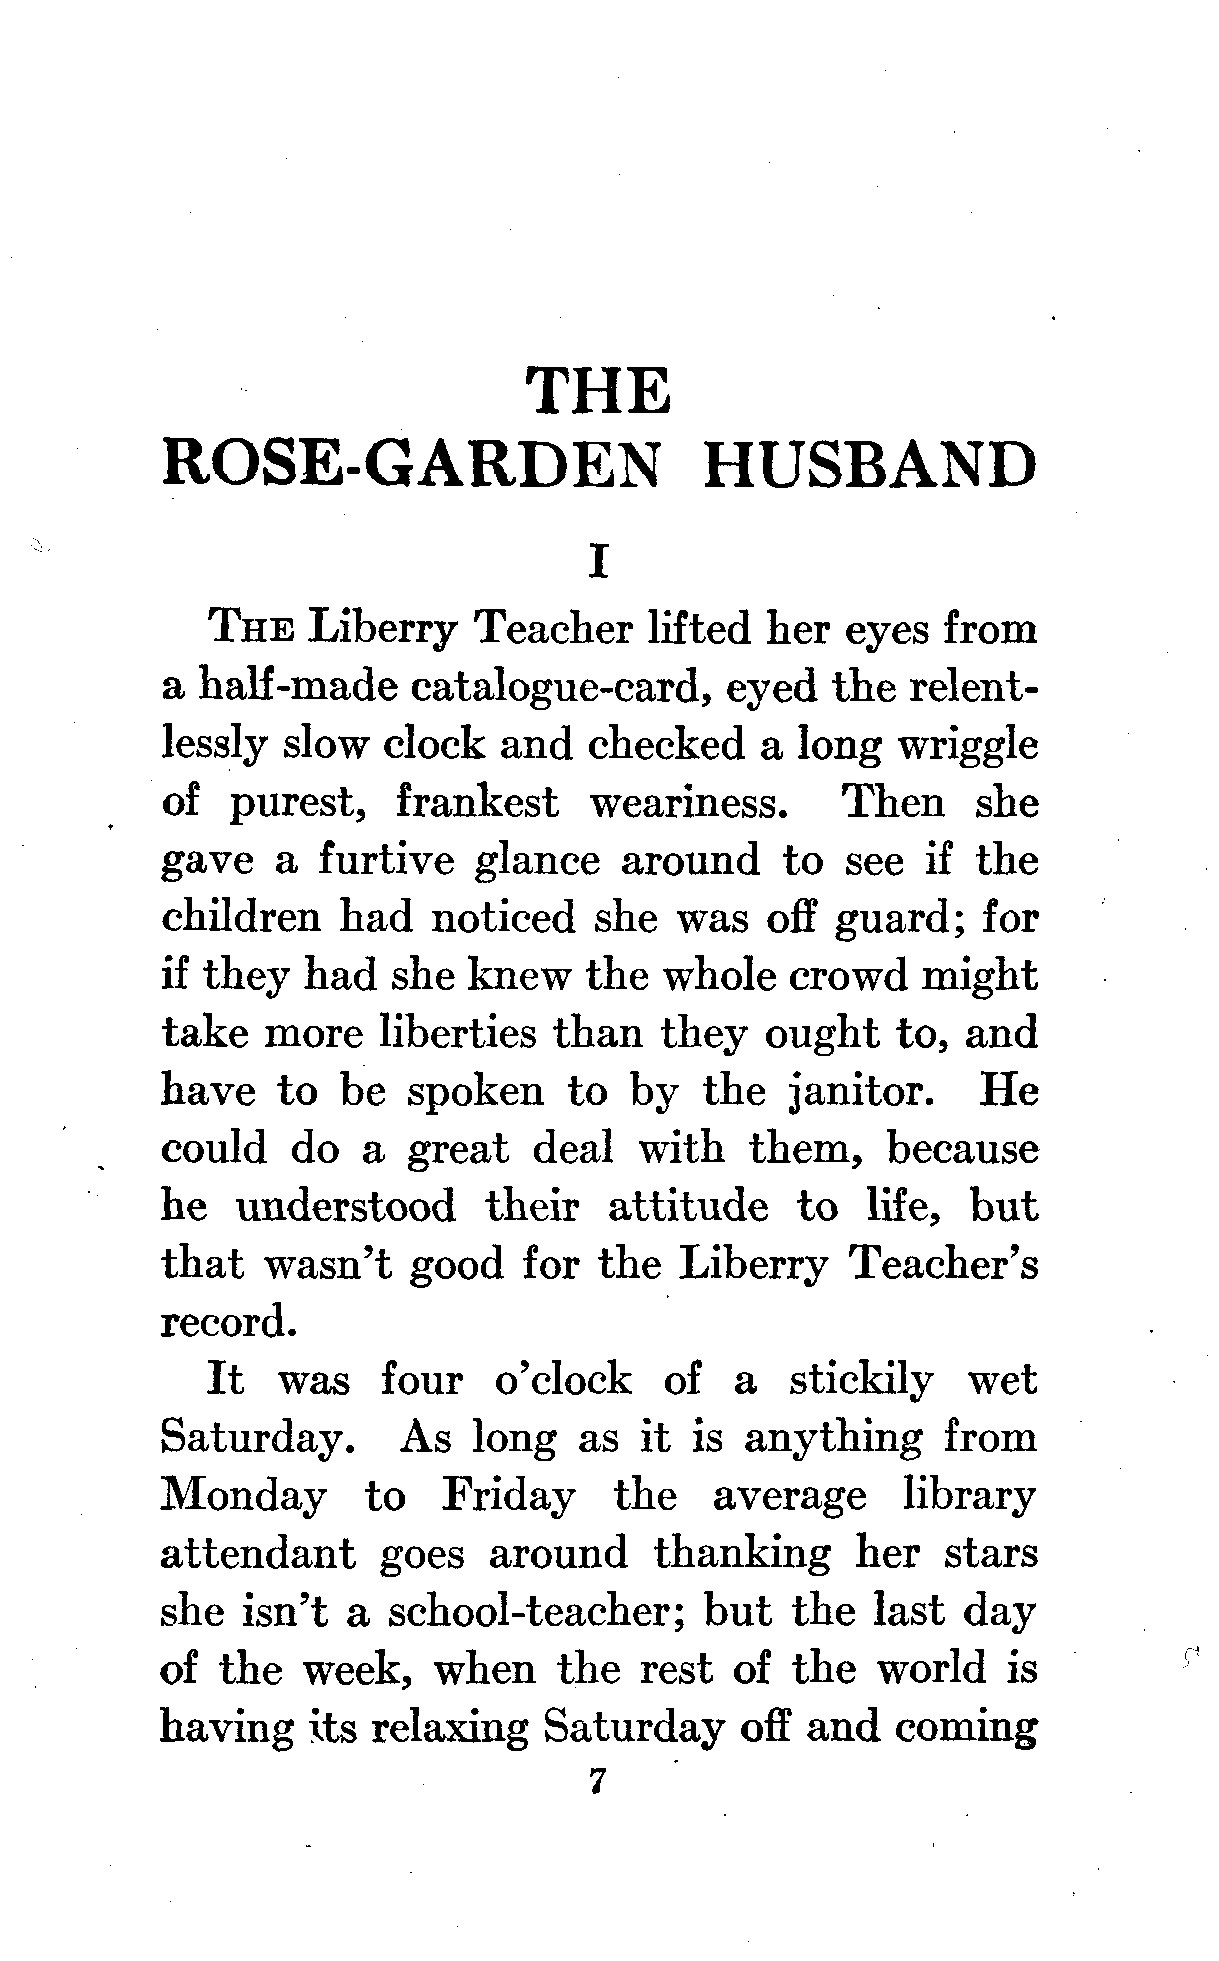 THE
ROSE-GARDEN HUSBAND
I
THE Liberry Teacher lifted her eyes from
a half-made catalogue-card, eyed the relent-
lessly slow clock and checked a long wriggle
of purest, frankest weariness. Then she
gave a furtive glance around to see if the
children had noticed she was off guard; for
if they had she knew the whole crowd might
take more liberties than they ought to, and
have to be spoken to by the janitor. He
could do a great deal with them, because
he understood their attitude to life, but
that wasn't good for the Liberry Teacher's
record.
It was four o'clock of a stickily wet
Saturday. As long as it is anything from
Monday to Friday the average library
attendant goes around thanking her stars
she isn't a school-teacher; but the last day
of the week, when the rest of the world is
having its relaxing Saturday off and coming
7